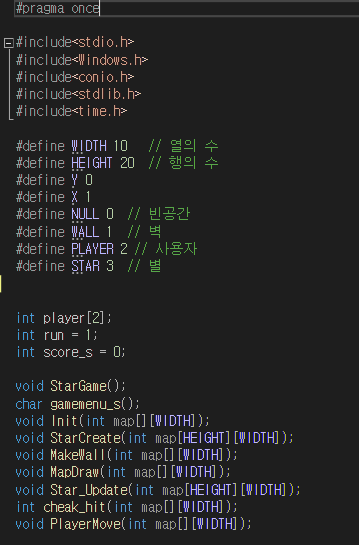 #pragma once
#include<stdio.h>
#include<Windows.h>
#include<conio.h>
#include<stdlib.h>
#include<time.h>
#define WIDTH 10 // 열의 수
#define HEIGHT 20 // 행의 수
#define Y 0
#define X 1
#define NULL 0 // 빈공간
#define WALL 1 // 벽
#define PLAYER 2 // 사용자
#define STAR 3 // 별
int player[2];
int run = 1;
int score_s = 0;
void StarGame();
char gamemenu_s();
void Init(int map[][WIDTH]);
void StarCreate(int map[HEIGHT][WIDTH]);
void MakeWall(int map[][WIDTH]);
void MapDraw(int map[][WIDTH]);
void Star_Update(int map[HEIGHT][WIDTH]);
int cheak_hit(int map[][WIDTH]);
void PlayerMove(int map[][WIDTH]);